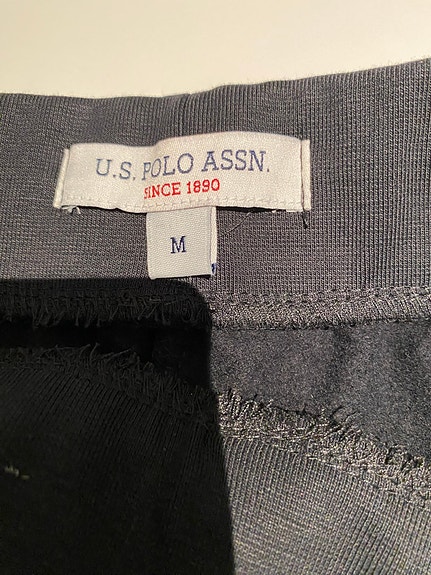 U.S. POLO ASSN.
SINCE 1890
M